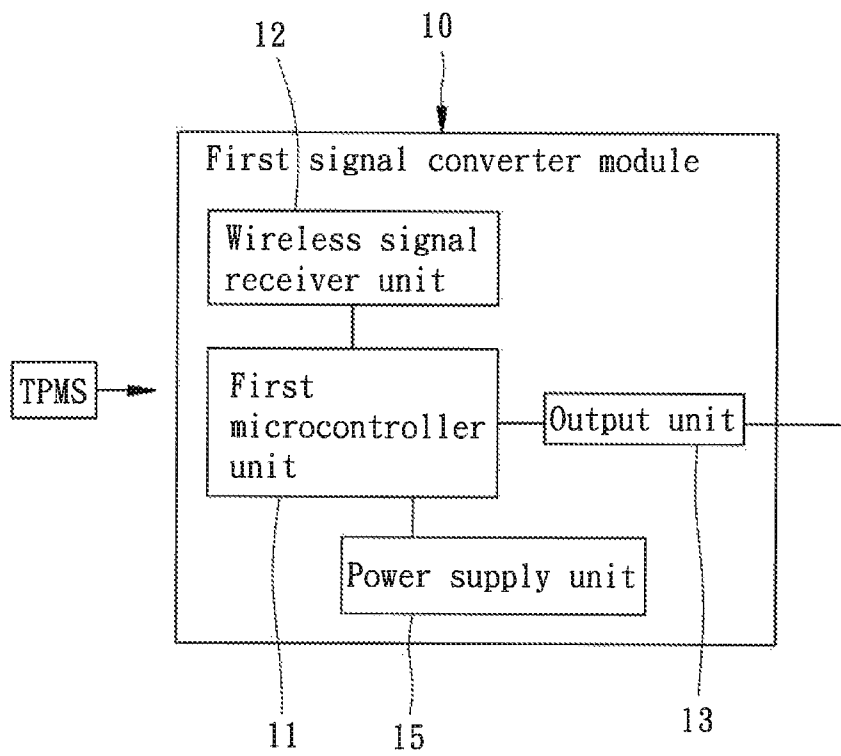 12
10
First signal converter module
Wireless signal
receiver unit
TPMS
First
microcontroller
unit
Output unit
Power supply unit
11
15
13